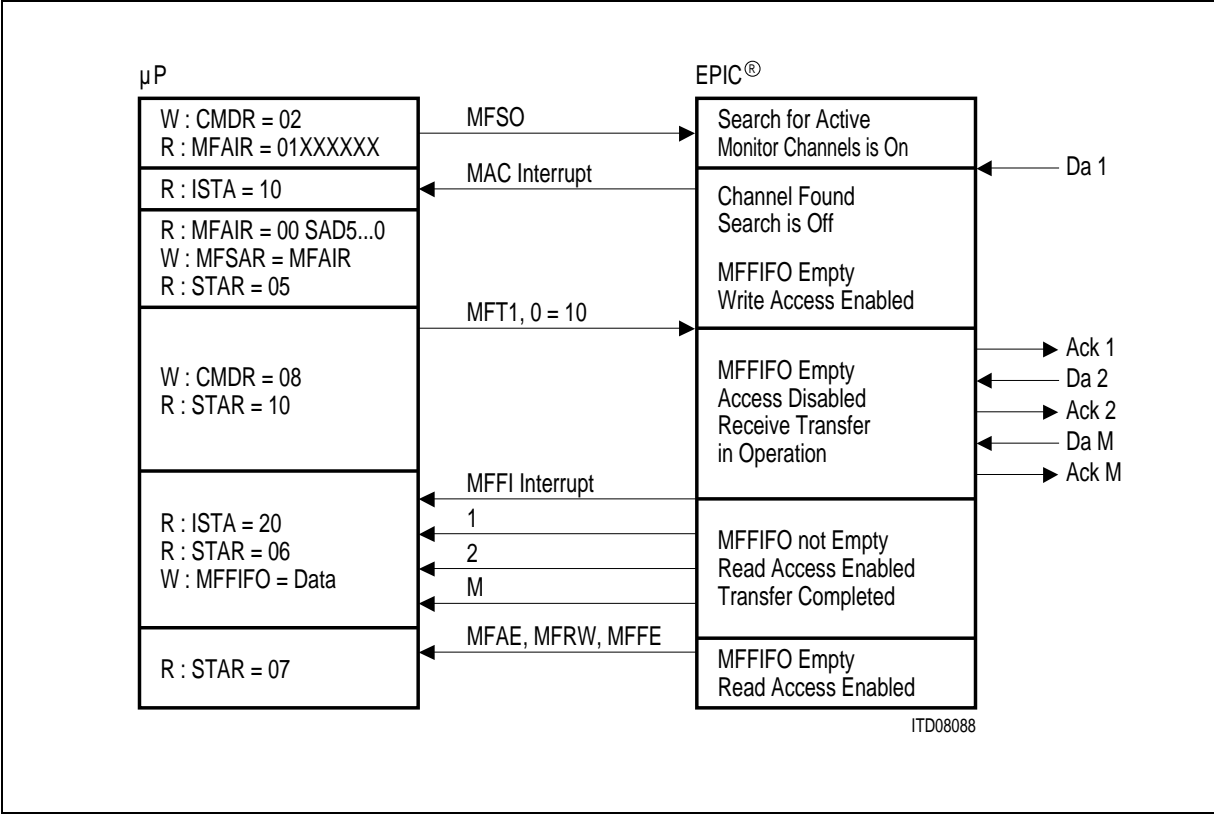 µP
EPIC®
W : CMDR = 02
R : MFAIR = 01XXXXXX
MFSO
Search for Active
Monitor Channels is On
Da 1
R : ISTA = 10
MAC Interrupt
Channel Found
Search is Off
MFFIFO Empty
Write Access Enabled
R : MFAIR = 00 SAD5...0
W : MFSAR = MFAIR
R : STAR = 05
MFT1, 0 = 10
W : CMDR = 08
R : STAR = 10
MFFIFO Empty
Access Disabled
Receive Transfer
in Operation
Ack 1
Da 2
Ack 2
Da M
Ack M
MFFI Interrupt
1
2
M
R : ISTA = 20
R : STAR = 06
W : MFFIFO = Data
MFFIFO not Empty
Read Access Enabled
Transfer Completed
MFAE, MFRW, MFFE
R : STAR = 07
MFFIFO Empty
Read Access Enabled
ITD08088